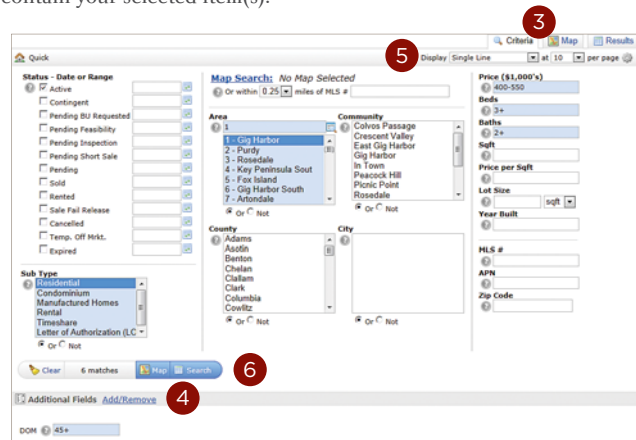 contain your selected item(s).
3
Criteria Map Results
Quick
5
Display Single Line at 10 per page
Status - Date or Range
Active
Contingent
Pending BU Requested
Pending Feasibility
Pending Inspection
Pending Short Sale
Pending
Sold
Rented
Sale Fail Release
Cancelled
Temp. Off Mrkt.
Expired
Sub Type
Residential
Condominium
Manufactured Homes
Rental
Timeshare
Letter of Authorization (LC
Or Not
Map Search: No Map Selected
Or within 0.25 miles of MLS #
Area
1
1 - Gig Harbor
2 - Purdy
3 - Rosedale
4 - Key Peninsula Sout
5 - Fox Island
6 - Gig Harbor South
7 - Artondale
Or Not
Community
Colvos Passage
Crescent Valley
East Gig Harbor
Gig Harbor
In Town
Peacock Hill
Picnic Point
Rosedale
Or Not
County
Adams
Asotin
Benton
Chelan
Clallam
Clark
Columbia
Cowlitz
Or Not
City
Or Not
Price ($1,000's)
400-550
Beds
3+
Baths
2+
Sqft
Price per Sqft
Lot Size
sqft
Year Built
MLS #
APN
Zip Code
Clear 6 matches Map Search
6
Additional Fields Add/Remove
4
DOM 45+